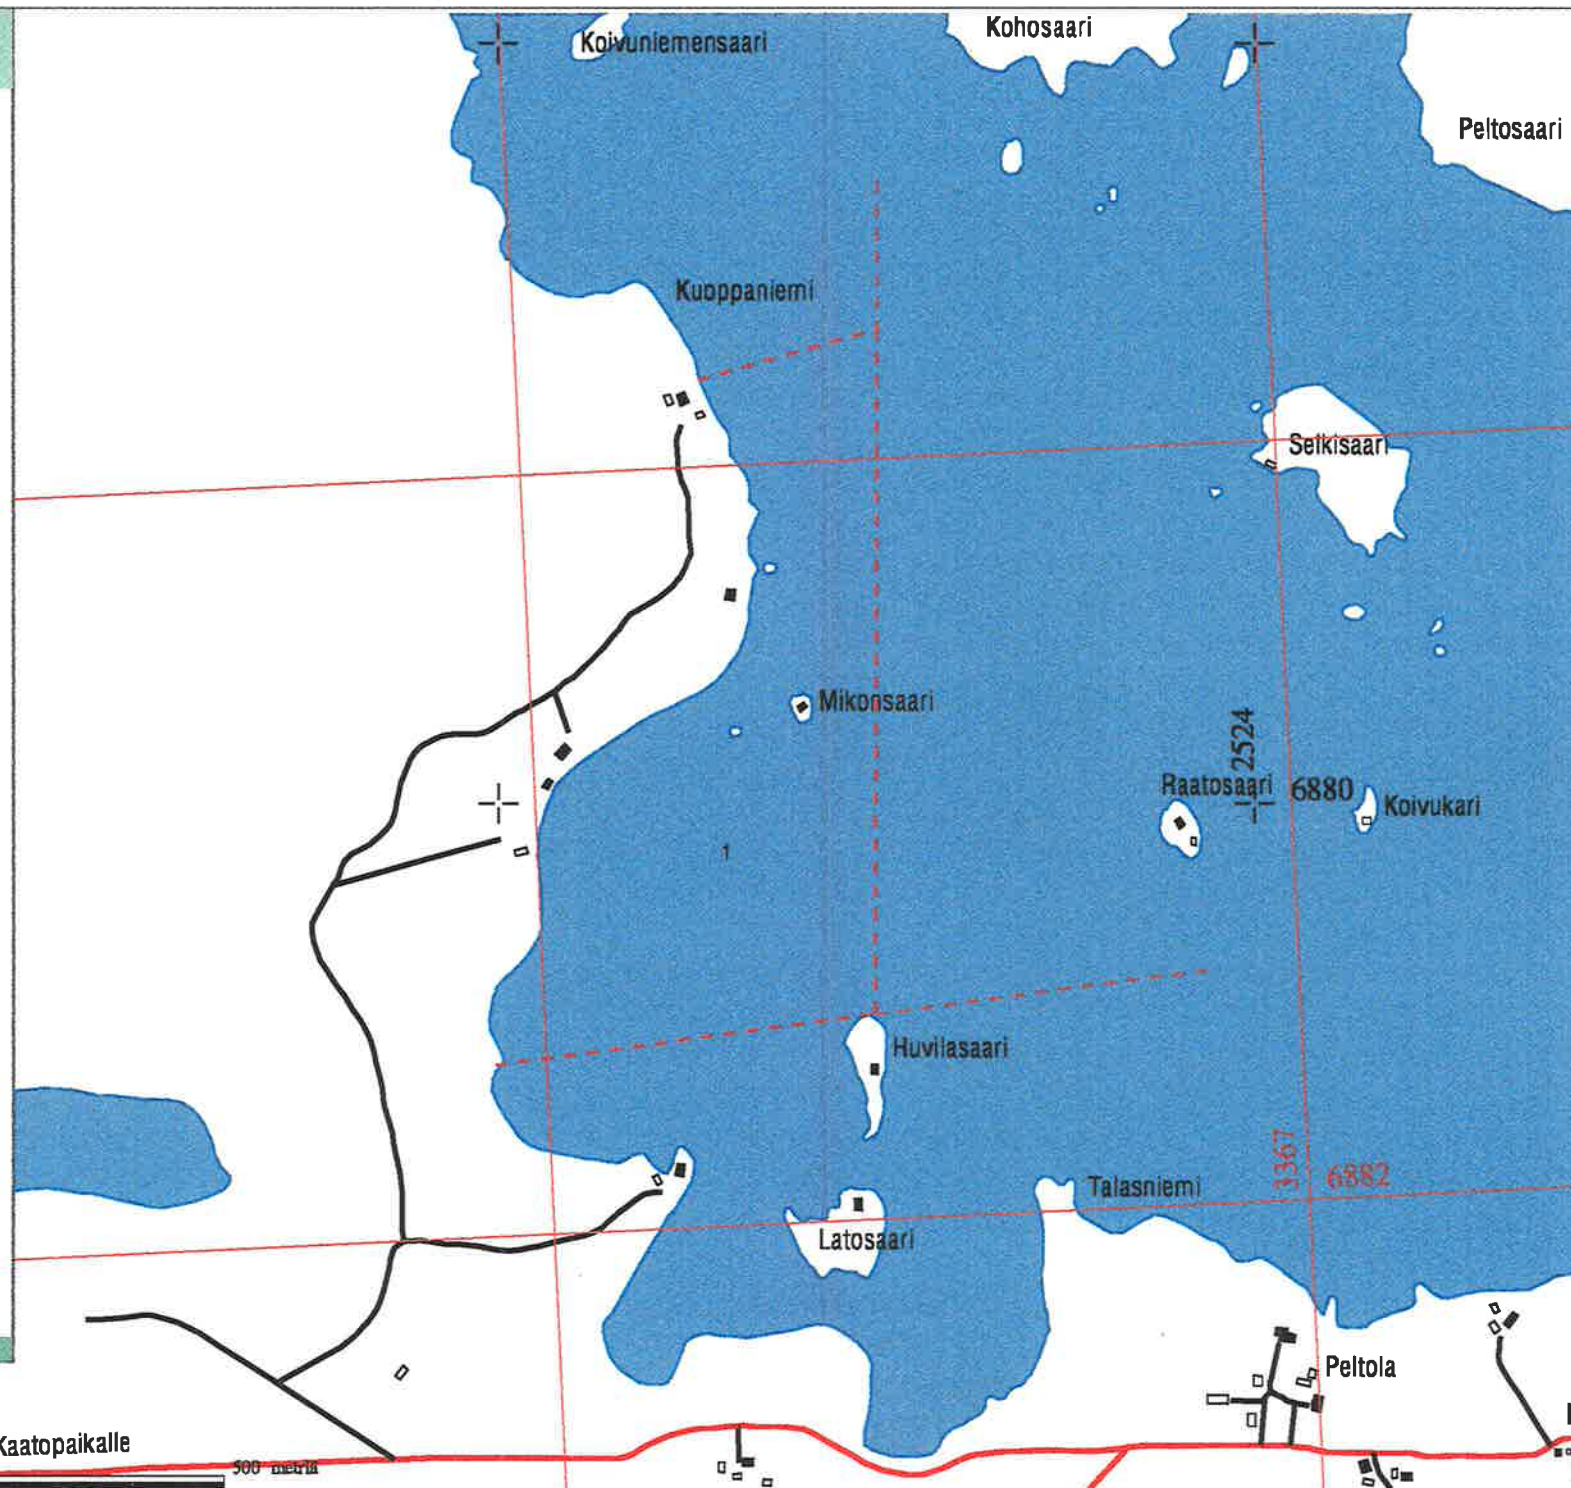 Kohosaari
Koivuniemensaari
Peltosaari
Kuoppaniemi
Selkisaari
Mikonsaari
2524
Raatosaari
6880
Koivukari
1
Huvilasaari
3367
6882
Talasniemi
Latosaari
Peltola
Kaatopaikalle
500 metriä